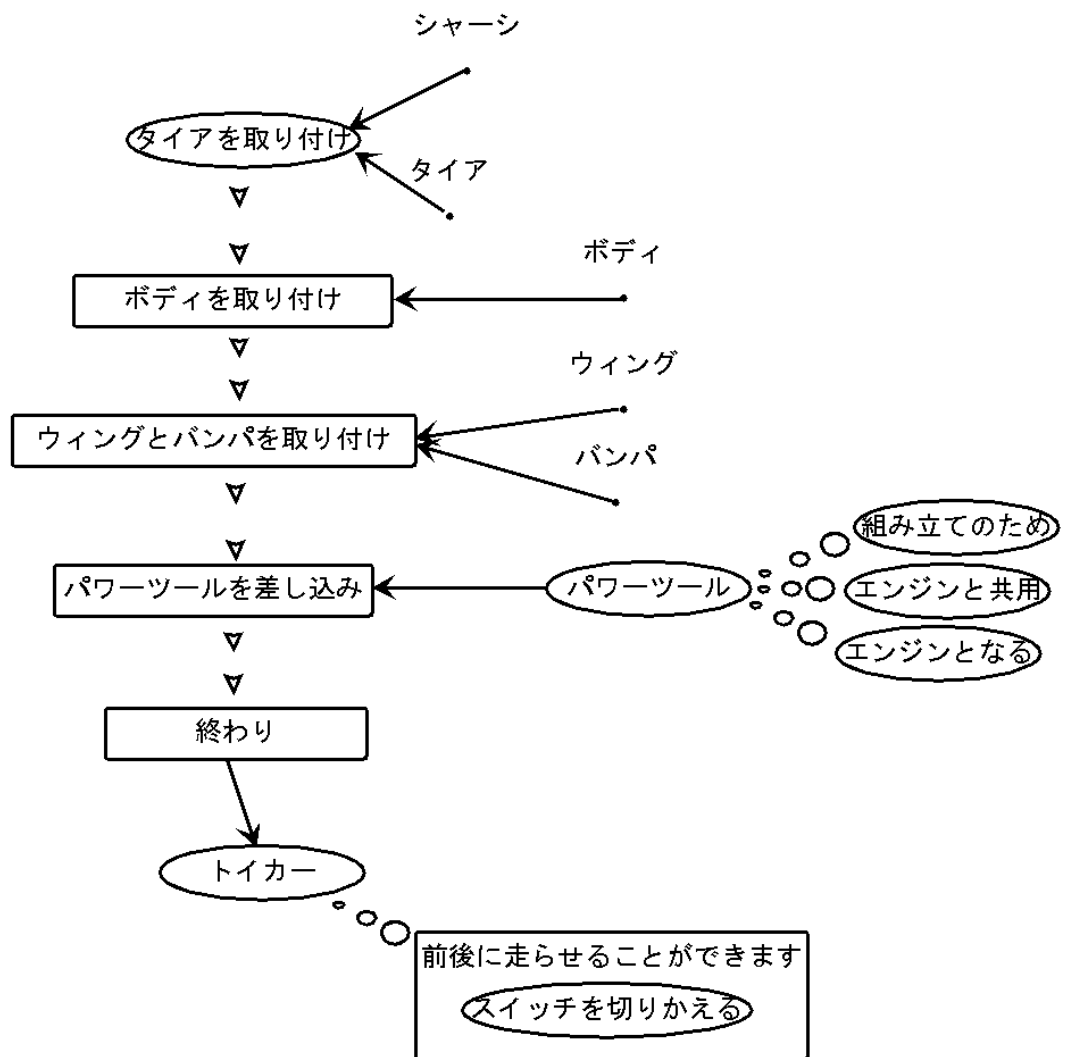 シャーシ
タイアを取り付け
タイア
ボディ
ボディを取り付け
ウィング
ウィングとバンパを取り付け
バンパ
組み立てのため
パワーツールを差し込み
パワーツール
エンジンと共用
エンジンとなる
終わり
トイカー
前後に走らせることができます
スイッチを切りかえる